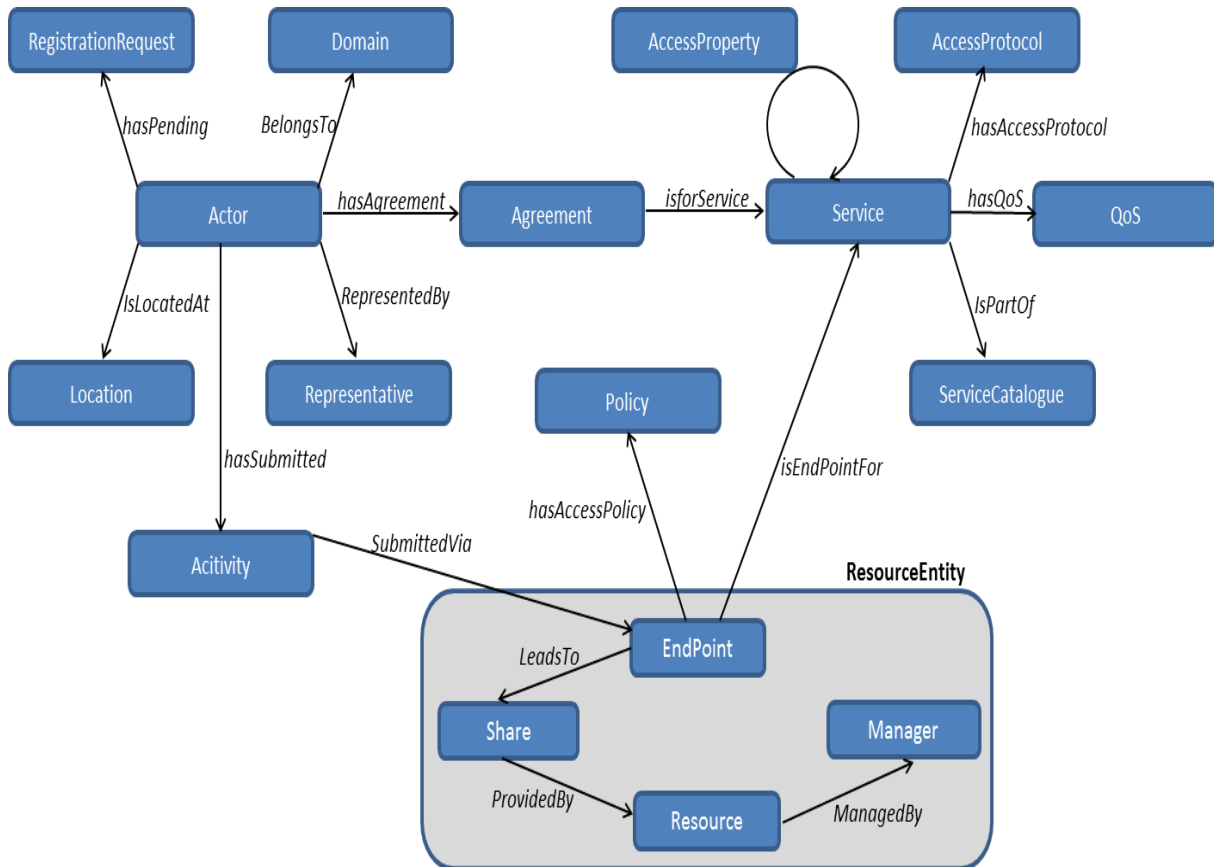 RegistrationRequest
Domain
AccessProperty
AccessProtocol
hasPending
BelongsTo
hasAccessProtocol
Actor
hasAgreement
Agreement
isforService
Service
hasQoS
QoS
IsLocatedAt
RepresentedBy
IsPartOf
Location
Representative
Policy
ServiceCatalogue
hasSubmitted
isEndPointFor
hasAccessPolicy
Acitivity
SubmittedVia
ResourceEntity
EndPoint
LeadsTo
Share
Manager
ProvidedBy
Resource
ManagedBy